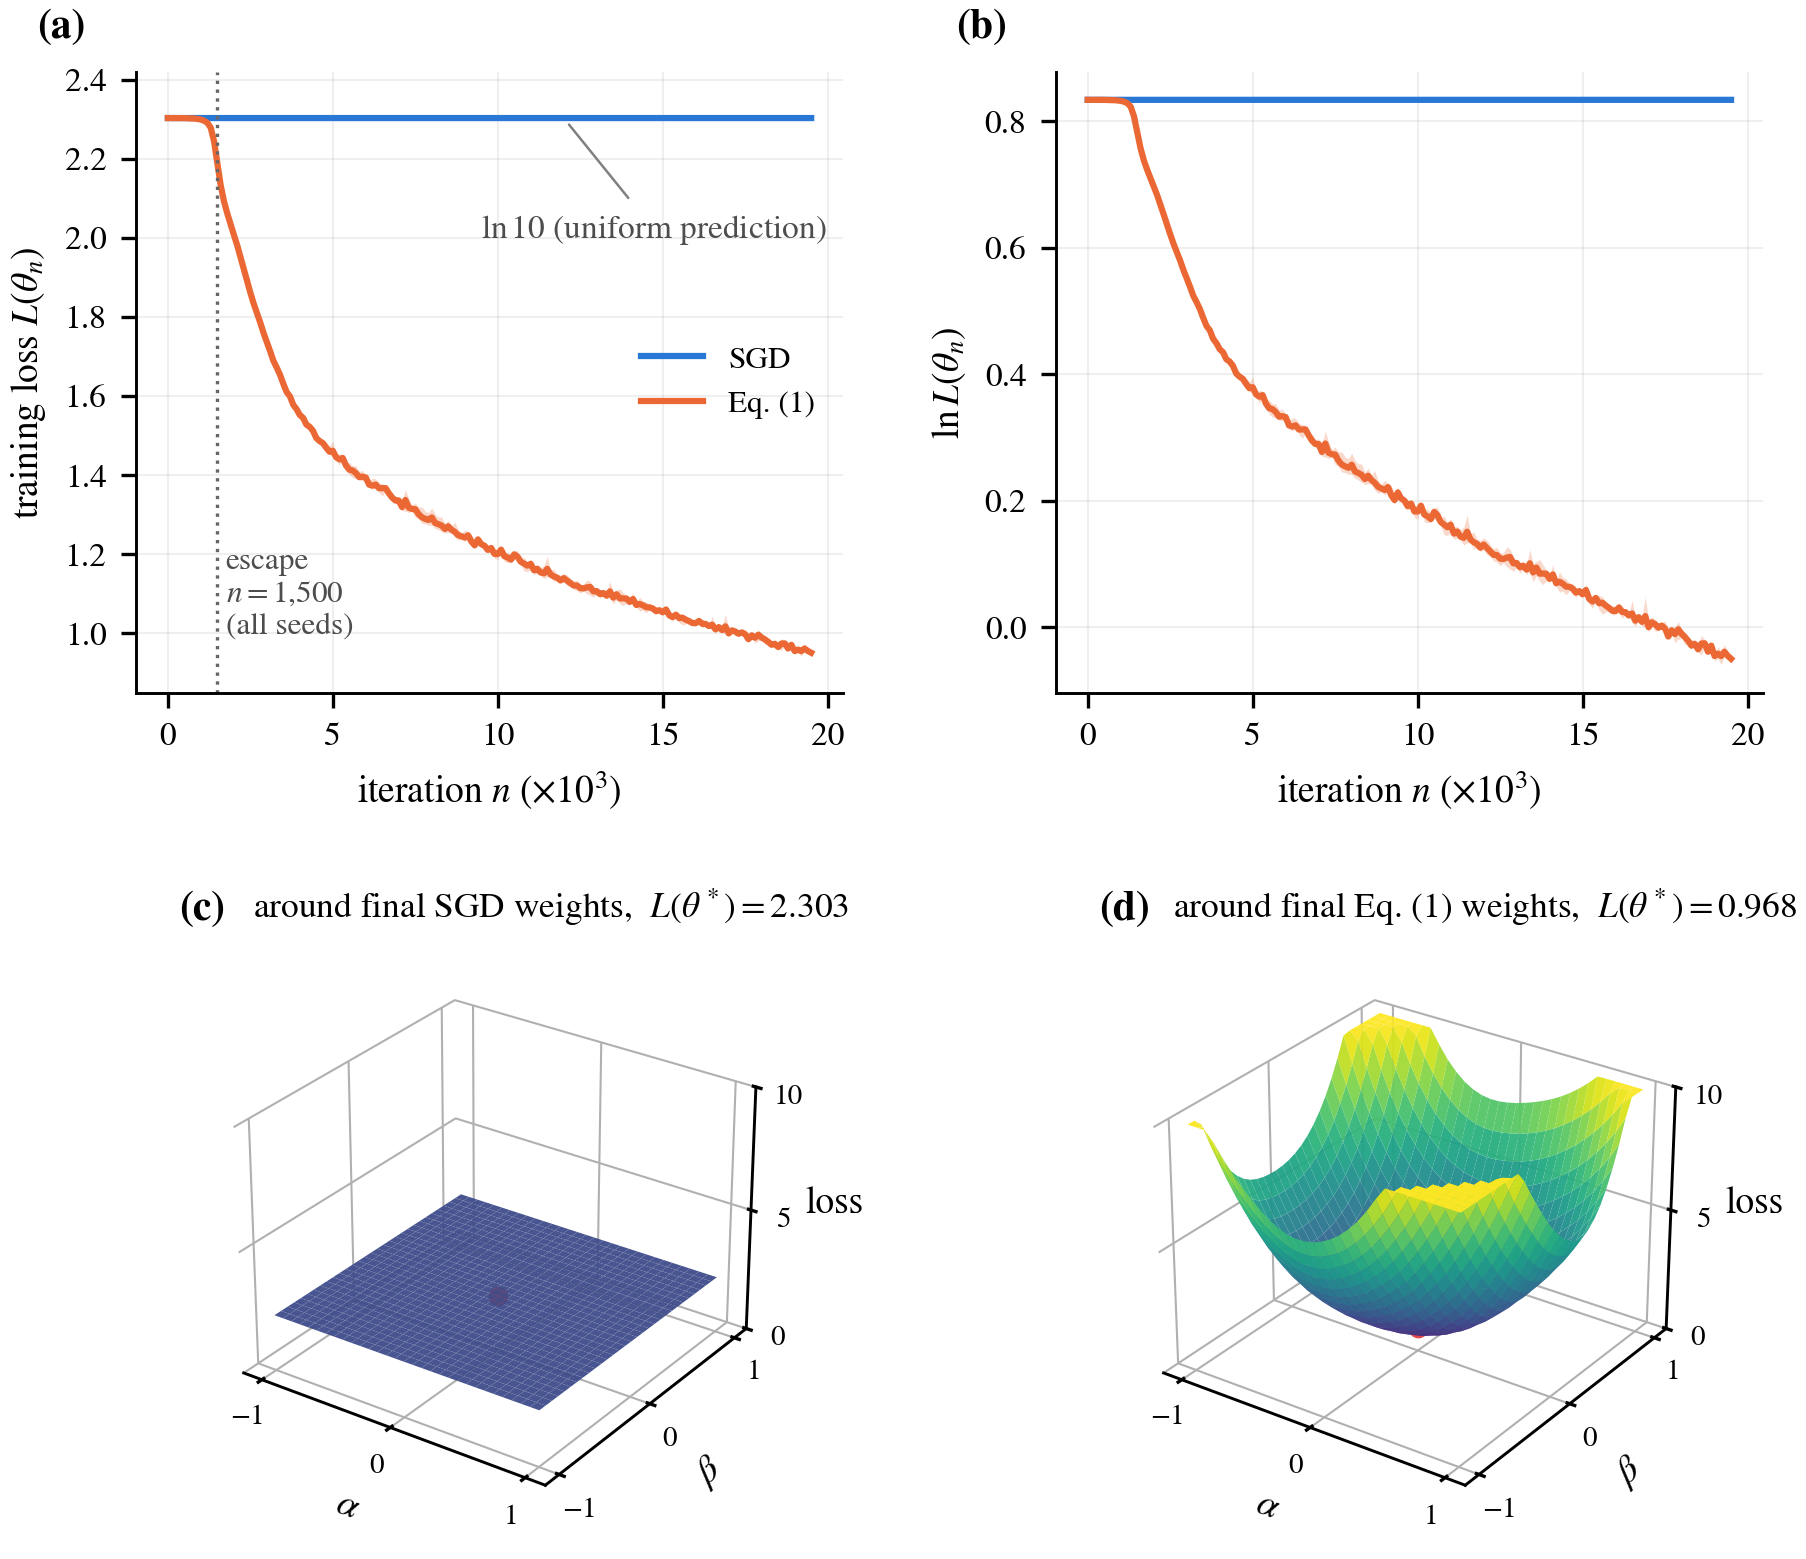 (a)
2.4
2.2
2.0
1.8
1.6
1.4
1.2
1.0
training loss L(θₙ)
ln 10 (uniform prediction)
SGD
Eq. (1)
escape
n = 1,500
(all seeds)
0
5
10
15
20
iteration n (×10³)
(b)
0.8
0.6
0.4
0.2
0.0
ln L(θₙ)
0
5
10
15
20
iteration n (×10³)
(c) around final SGD weights, L(θ*) = 2.303
10
5
0
loss
−1
0
1
α
−1
0
1
β
(d) around final Eq. (1) weights, L(θ*) = 0.968
10
5
0
loss
−1
0
1
α
−1
0
1
β